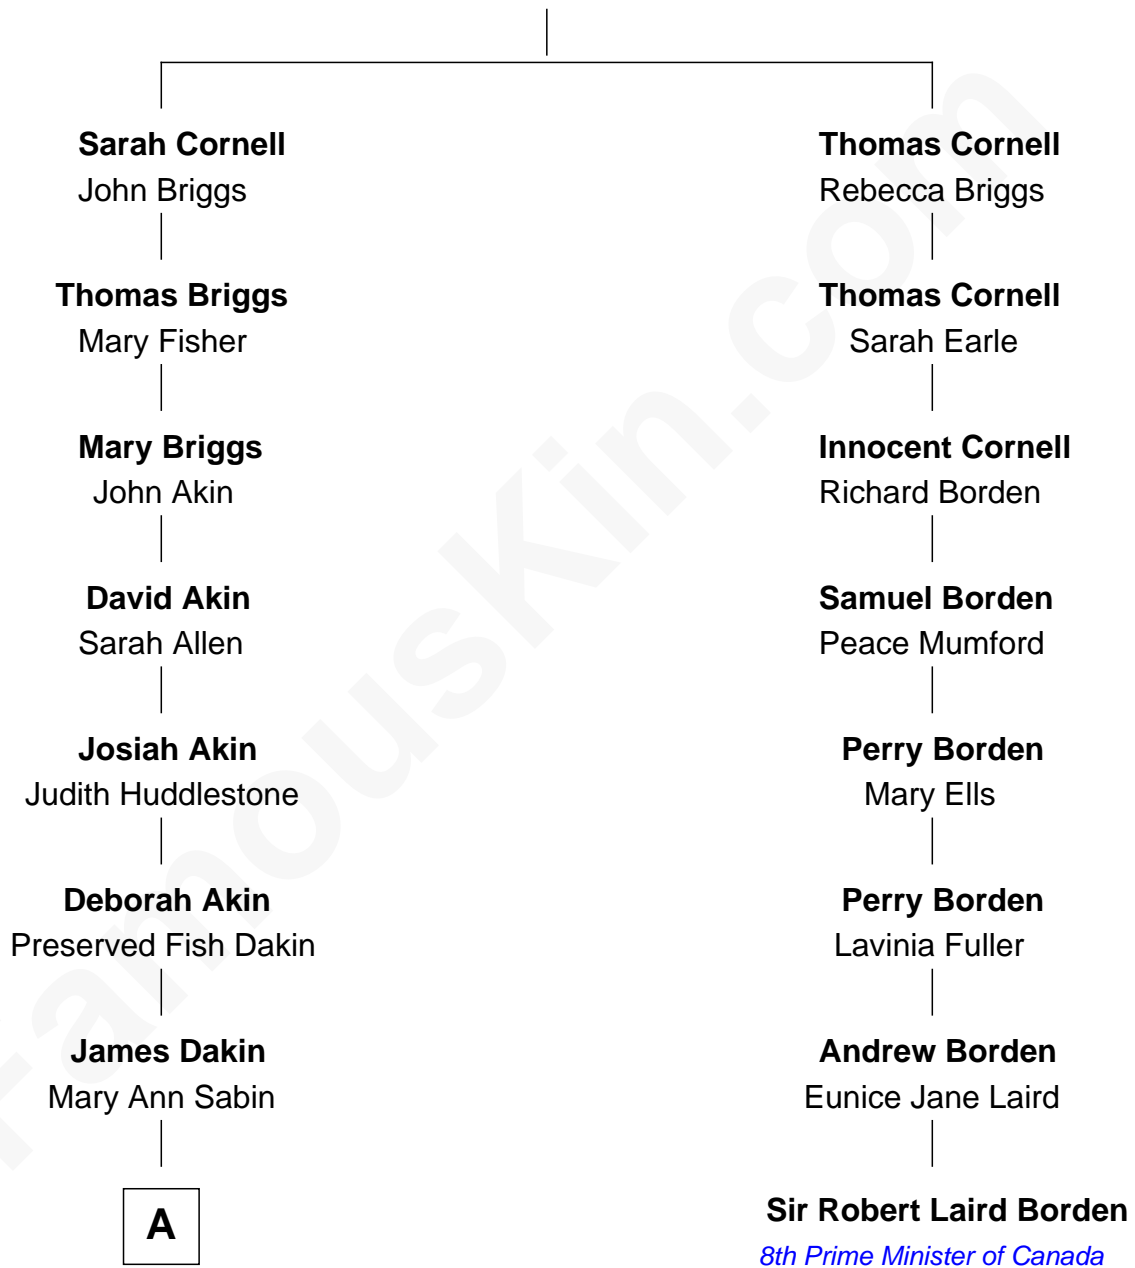 Sarah Cornell
John Briggs
Thomas Briggs
Mary Fisher
Mary Briggs
John Akin
David Akin
Sarah Allen
Josiah Akin
Judith Huddlestone
Deborah Akin
Preserved Fish Dakin
James Dakin
Mary Ann Sabin
A
Thomas Cornell
Rebecca Briggs
Thomas Cornell
Sarah Earle
Innocent Cornell
Richard Borden
Samuel Borden
Peace Mumford
Perry Borden
Mary Ells
Perry Borden
Lavinia Fuller
Andrew Borden
Eunice Jane Laird
Sir Robert Laird Borden
8th Prime Minister of Canada
FamousKin.com